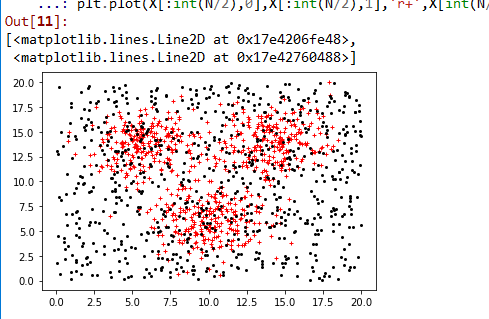 ...: plt.plot(X[:int(N/2),0],X[:int(N/2),1],'r+',X[int(N/
Out[11]:
[<matplotlib.lines.Line2D at 0x17e4206fe48>,
<matplotlib.lines.Line2D at 0x17e42760488>]
20.0
17.5
15.0
12.5
10.0
7.5
5.0
2.5
0.0
0.0 2.5 5.0 7.5 10.0 12.5 15.0 17.5 20.0